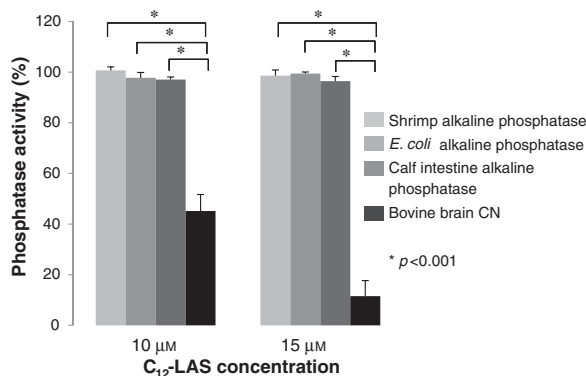 120
100
80
60
40
20
0
Phosphatase activity (%)
* *
* *
* *
10 μM 15 μM
C12-LAS concentration
Shrimp alkaline phosphatase
E. coli alkaline phosphatase
Calf intestine alkaline
phosphatase
Bovine brain CN
* p<0.001